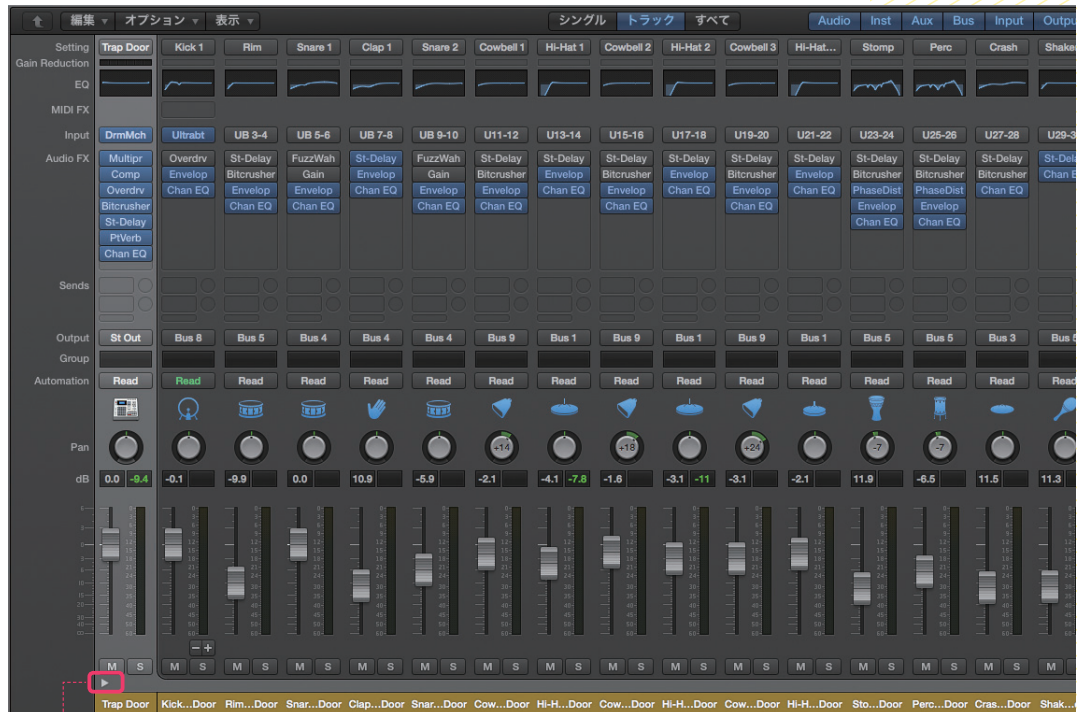 編集 オプション 表示 シングル トラック すべて Audio Inst Aux Bus Input Outpu
Setting Trap Door Kick 1 Rim Snare 1 Clap 1 Snare 2 Cowbell 1 Hi-Hat 1 Cowbell 2 Hi-Hat 2 Cowbell 3 Hi-Hat... Stomp Perc Crash Shake
Gain Reduction
EQ
MIDI FX
Input DrmMch Ultrabt UB 3-4 UB 5-6 UB 7-8 UB 9-10 U11-12 U13-14 U15-16 U17-18 U19-20 U21-22 U23-24 U25-26 U27-28 U29-3
Audio FX Multipr Overdrv St-Delay FuzzWah St-Delay FuzzWah St-Delay St-Delay St-Delay St-Delay St-Delay St-Delay St-Delay St-Delay St-Delay St-Del
Comp Envelop Bitcrusher Gain Envelop Gain Bitcrusher Envelop Bitcrusher Envelop Bitcrusher Envelop Bitcrusher Bitcrusher Bitcrusher Chan E
Overdrv Chan EQ Envelop Envelop Chan EQ Envelop Envelop Chan EQ Envelop Chan EQ Envelop Chan EQ PhaseDist PhaseDist Chan EQ
Bitcrusher Chan EQ Chan EQ Chan EQ Chan EQ Chan EQ Chan EQ Envelop Envelop
St-Delay Chan EQ Chan EQ
PtVerb
Chan EQ
Sends
Output St Out Bus 8 Bus 5 Bus 4 Bus 4 Bus 4 Bus 9 Bus 1 Bus 9 Bus 1 Bus 9 Bus 1 Bus 5 Bus 5 Bus 3 Bus
Group
Automation Read Read Read Read Read Read Read Read Read Read Read Read Read Read Read Read
Pan +14 +18 +24 -7 -7
dB 0.0 -9.4 -0.1 -9.9 0.0 10.9 -5.9 -2.1 -4.1 -7.8 -1.6 -3.1 -11 -3.1 -2.1 11.9 -6.5 11.5 11.3
M S M S M S M S M S M S M S M S M S M S M S M S M S M S M S M
Trap Door Kick...Door Rim...Door Snar...Door Clap...Door Snar...Door Cow...Door Hi-H...Door Cow...Door Hi-H...Door Cow...Door Hi-H...Door Sto...Door Perc...Door Cras...Door Shak...